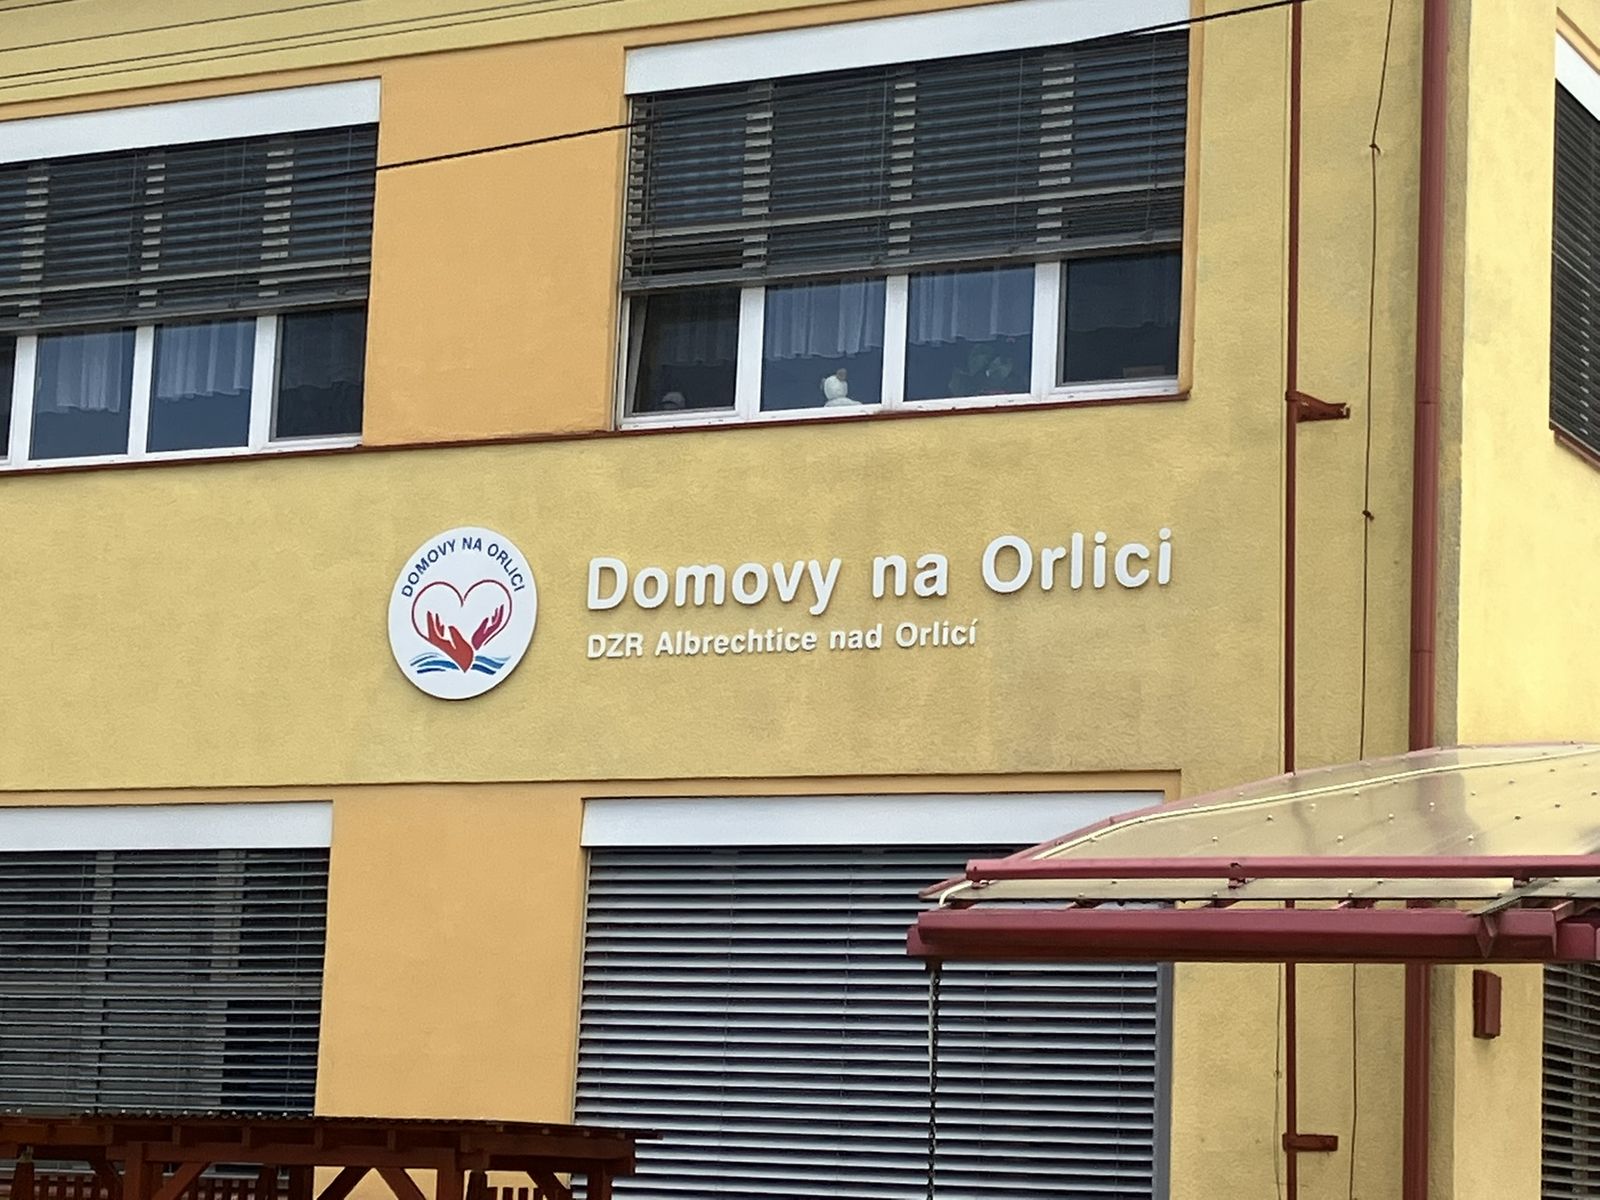 DOMOVY NA ORLICI
Domovy na Orlici
DZR Albrechtice nad Orlicí